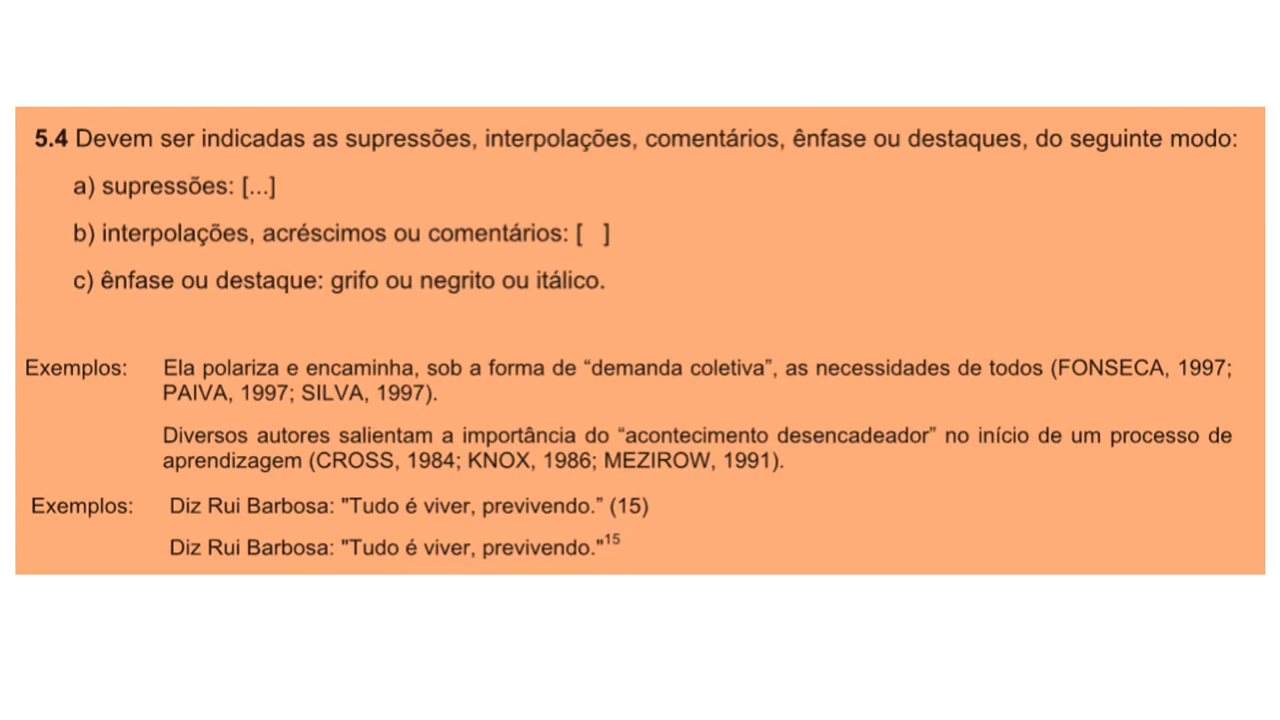 5.4 Devem ser indicadas as supressões, interpolações, comentários, ênfase ou destaques, do seguinte modo:
a) supressões: [...]
b) interpolações, acréscimos ou comentários: [   ]
c) ênfase ou destaque: grifo ou negrito ou itálico.
Exemplos: Ela polariza e encaminha, sob a forma de “demanda coletiva”, as necessidades de todos (FONSECA, 1997;
PAIVA, 1997; SILVA, 1997).
Diversos autores salientam a importância do “acontecimento desencadeador” no início de um processo de
aprendizagem (CROSS, 1984; KNOX, 1986; MEZIROW, 1991).
Exemplos: Diz Rui Barbosa: "Tudo é viver, previvendo.” (15)
Diz Rui Barbosa: "Tudo é viver, previvendo."15